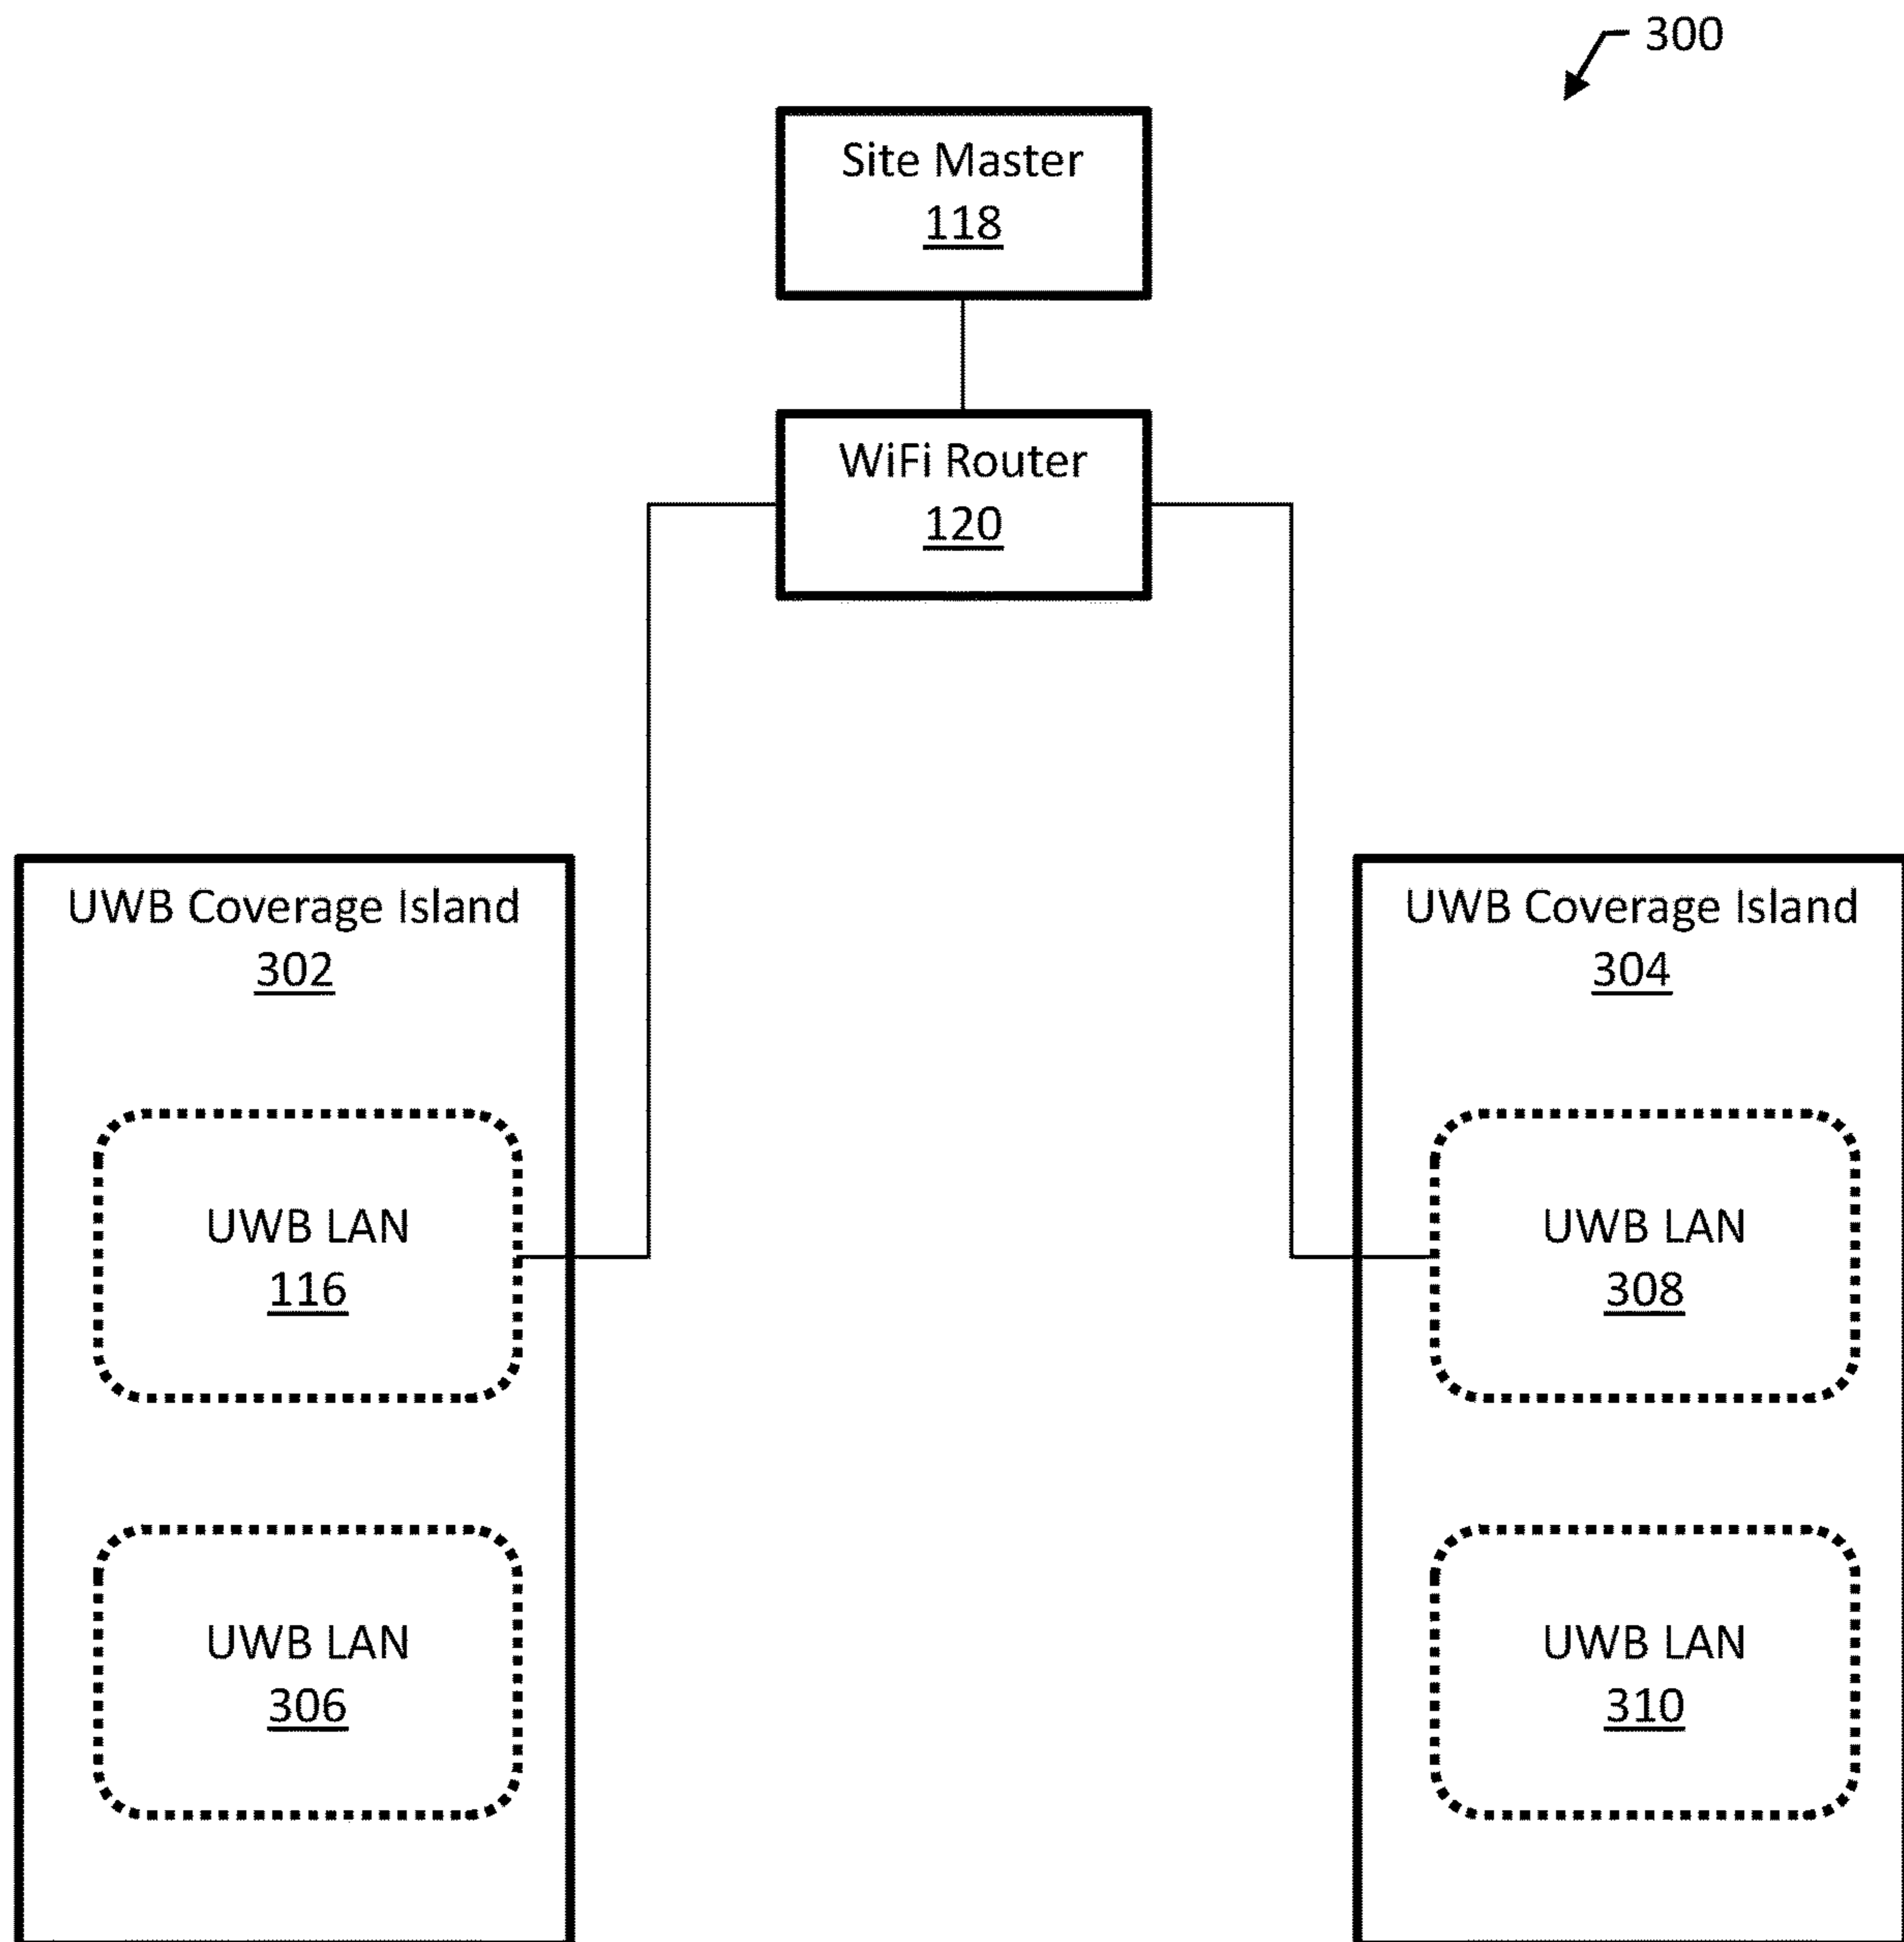 300
Site Master
118
WiFi Router
120
UWB Coverage Island
302
UWB LAN
116
UWB LAN
306
UWB Coverage Island
304
UWB LAN
308
UWB LAN
310